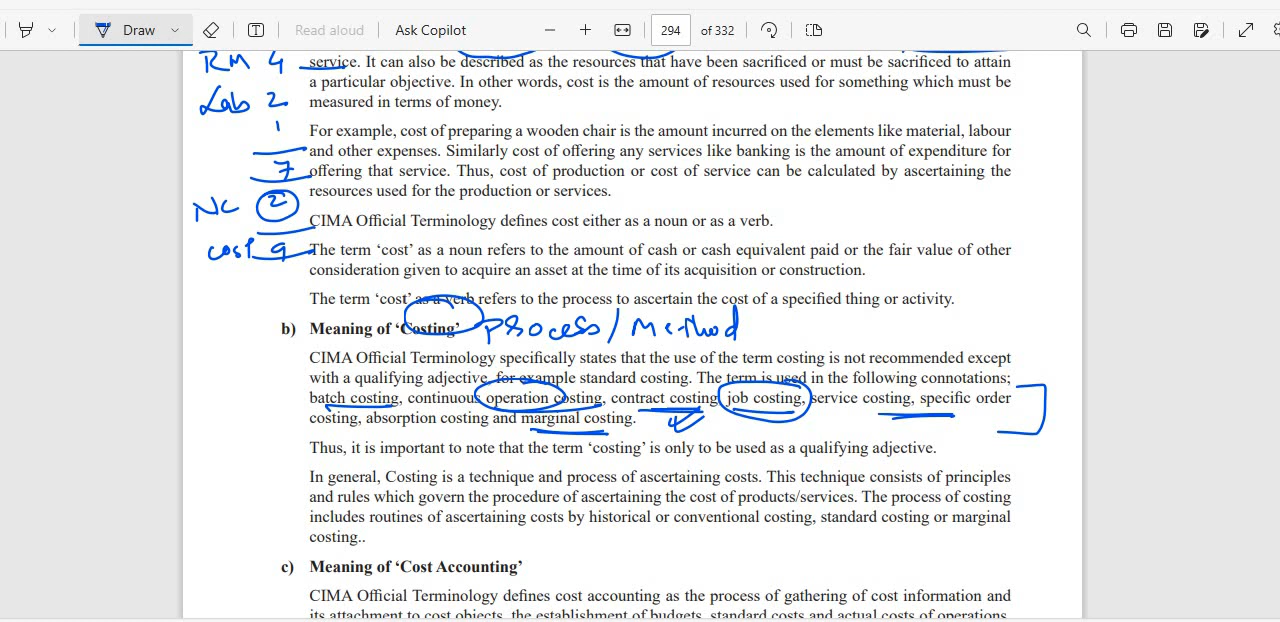 Draw
Read aloud
Ask Copilot
294 of 332
RM 4
service. It can also be described as the resources that have been sacrificed or must be sacrificed to attain
a particular objective. In other words, cost is the amount of resources used for something which must be
Lab 2
measured in terms of money.
1
For example, cost of preparing a wooden chair is the amount incurred on the elements like material, labour
and other expenses. Similarly cost of offering any services like banking is the amount of expenditure for
7
offering that service. Thus, cost of production or cost of service can be calculated by ascertaining the
resources used for the production or services.
NC 2
CIMA Official Terminology defines cost either as a noun or as a verb.
cost 9
The term ‘cost’ as a noun refers to the amount of cash or cash equivalent paid or the fair value of other
consideration given to acquire an asset at the time of its acquisition or construction.
The term ‘cost’ as a verb refers to the process to ascertain the cost of a specified thing or activity.
b) Meaning of ‘Costing’ Process/Method
CIMA Official Terminology specifically states that the use of the term costing is not recommended except
with a qualifying adjective, for example standard costing. The term is used in the following connotations;
batch costing, continuous operation costing, contract costing, job costing, service costing, specific order
costing, absorption costing and marginal costing.
Thus, it is important to note that the term ‘costing’ is only to be used as a qualifying adjective.
In general, Costing is a technique and process of ascertaining costs. This technique consists of principles
and rules which govern the procedure of ascertaining the cost of products/services. The process of costing
includes routines of ascertaining costs by historical or conventional costing, standard costing or marginal
costing..
c) Meaning of ‘Cost Accounting’
CIMA Official Terminology defines cost accounting as the process of gathering of cost information and
its attachment to cost objects, the establishment of budgets, standard costs and actual costs of operations,